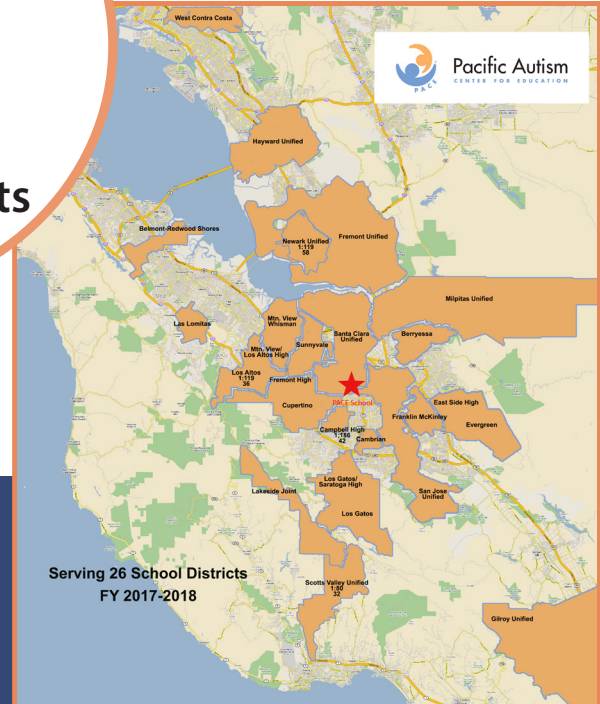 West Contra Costa
PACE
Pacific Autism
CENTER FOR EDUCATION
ts
Hayward Unified
Belmont-Redwood Shores
Newark Unified
1:119
58
Fremont Unified
Milpitas Unified
Las Lomitas
Mtn. View
Whisman
Santa Clara
Unified
Berryessa
Sunnyvale
Mtn. View/
Los Altos High
Los Altos
1:119
36
Fremont High
PACE School
Cupertino
East Side High
Franklin McKinley
Evergreen
Campbell High
1:186
42
Cambrian
Los Gatos/
Saratoga High
Lakeside Joint
San Jose
Unified
Los Gatos
Serving 26 School Districts
FY 2017-2018
Scotts Valley Unified
1:80
32
Gilroy Unified